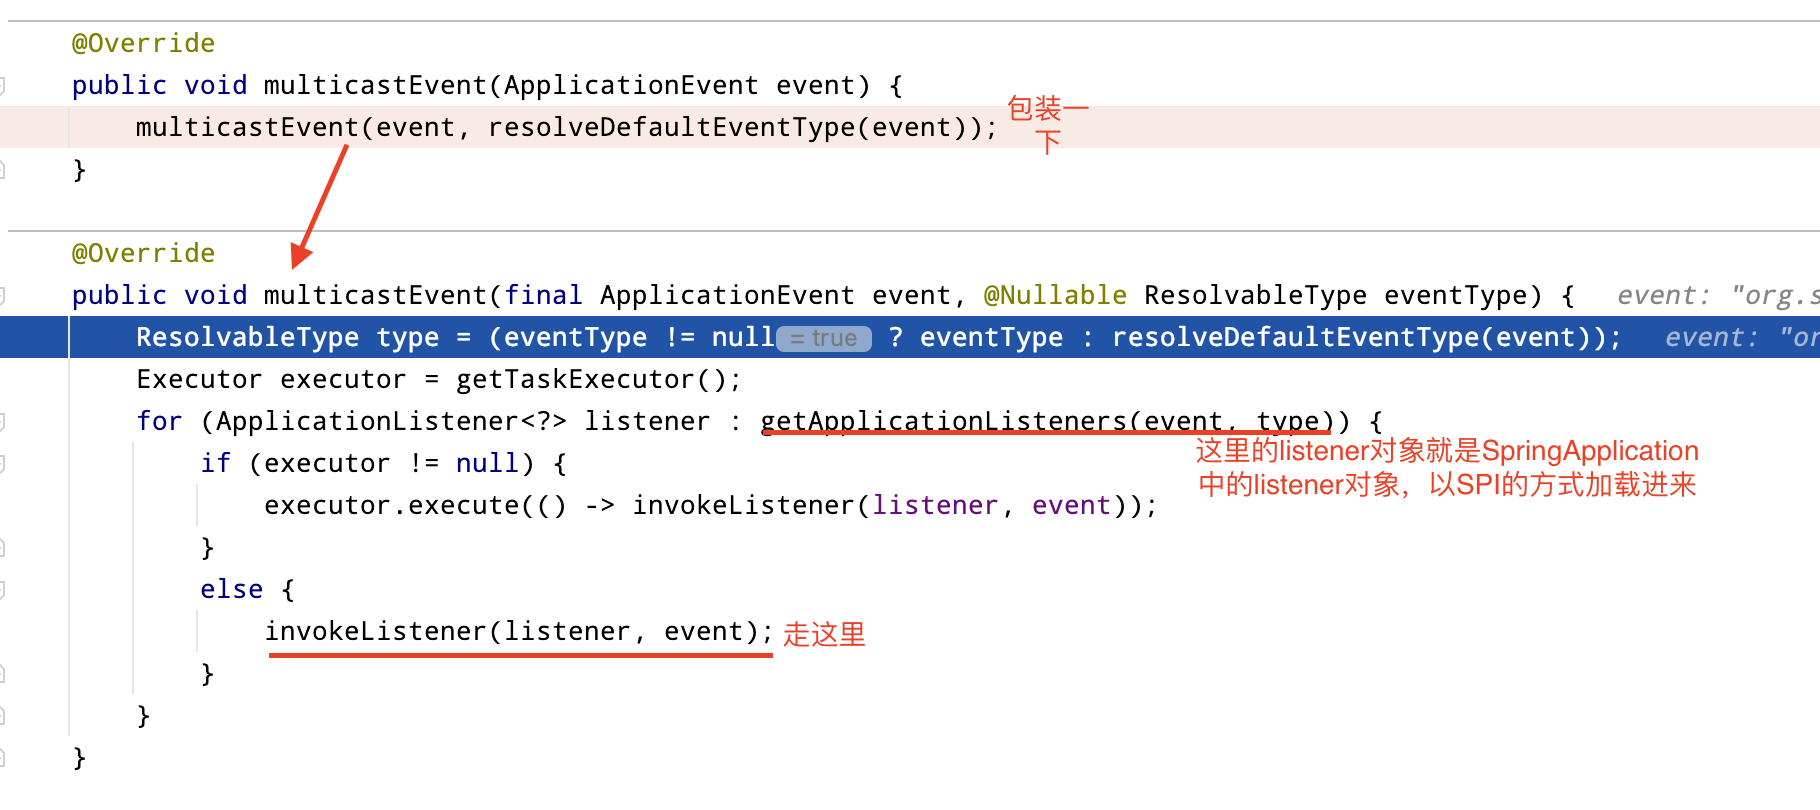 @Override
public void multicastEvent(ApplicationEvent event) {
multicastEvent(event, resolveDefaultEventType(event));
包装一
下
}
@Override
public void multicastEvent(final ApplicationEvent event, @Nullable ResolvableType eventType) { event: "org.s
ResolvableType type = (eventType != null = true ? eventType : resolveDefaultEventType(event)); event: "or
Executor executor = getTaskExecutor();
for (ApplicationListener<?> listener : getApplicationListeners(event, type)) {
这里的listener对象就是SpringApplication
中的listener对象，以SPI的方式加载进来
if (executor != null) {
executor.execute(() -> invokeListener(listener, event));
}
else {
invokeListener(listener, event); 走这里
}
}
}